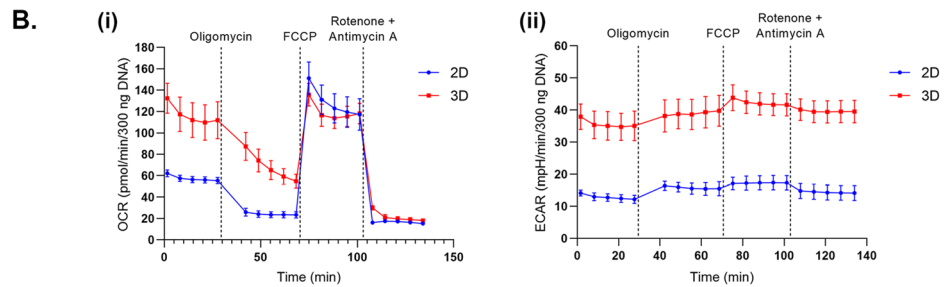 B.
(i)
Oligomycin
FCCP
Rotenone +
Antimycin A
OCR (pmol/min/300 ng DNA)
180
160
140
120
100
80
60
40
20
0
0
50
100
150
Time (min)
2D
3D
(ii)
Oligomycin
FCCP
Rotenone +
Antimycin A
ECAR (mpH/min/300 ng DNA)
60
50
40
30
20
10
0
0
20
40
60
80
100
120
140
Time (min)
2D
3D